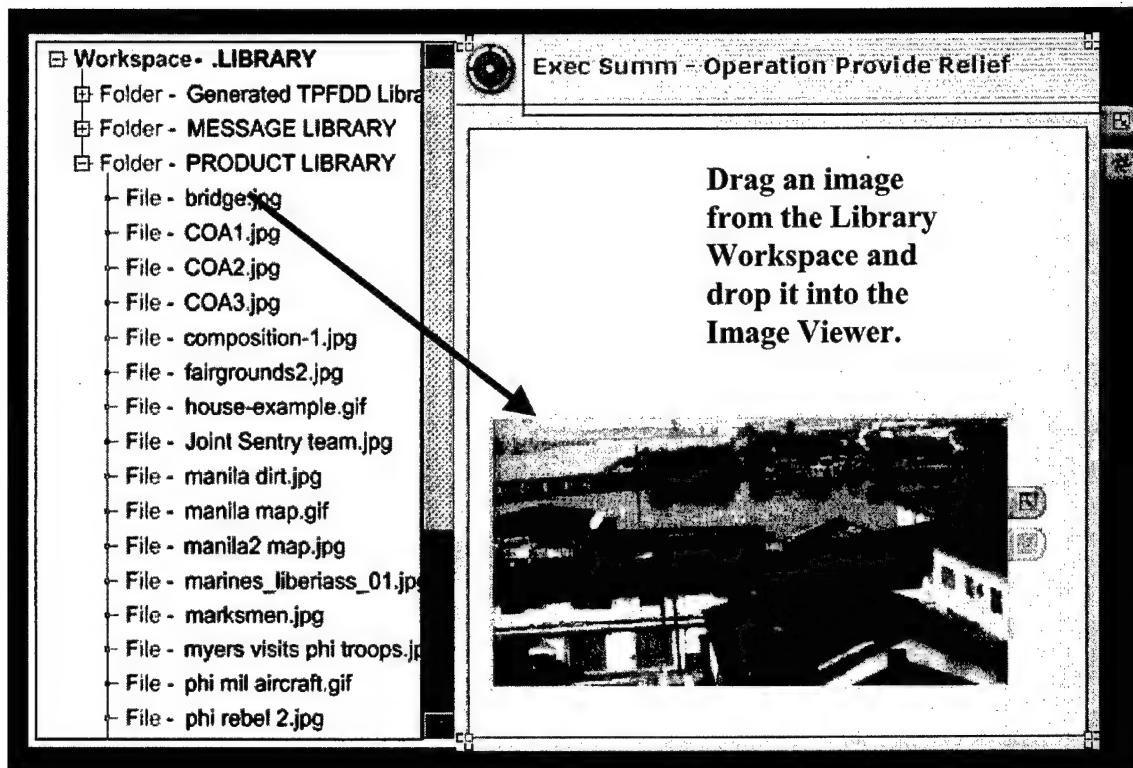 Workspace- .LIBRARY
Folder - Generated TPFDD Libra
Folder - MESSAGE LIBRARY
Folder - PRODUCT LIBRARY
File - bridge.jpg
File - COA1.jpg
File - COA2.jpg
File - COA3.jpg
File - composition-1.jpg
File - fairgrounds2.jpg
File - house-example.gif
File - Joint Sentry team.jpg
File - manila dirt.jpg
File - manila map.gif
File - manila2 map.jpg
File - marines_liberiass_01.jpg
File - marksmen.jpg
File - myers visits phi troops.jp
File - phi mil aircraft.gif
File - phi rebel 2.jpg
Exec Summ - Operation Provide Relief
Drag an image
from the Library
Workspace and
drop it into the
Image Viewer.